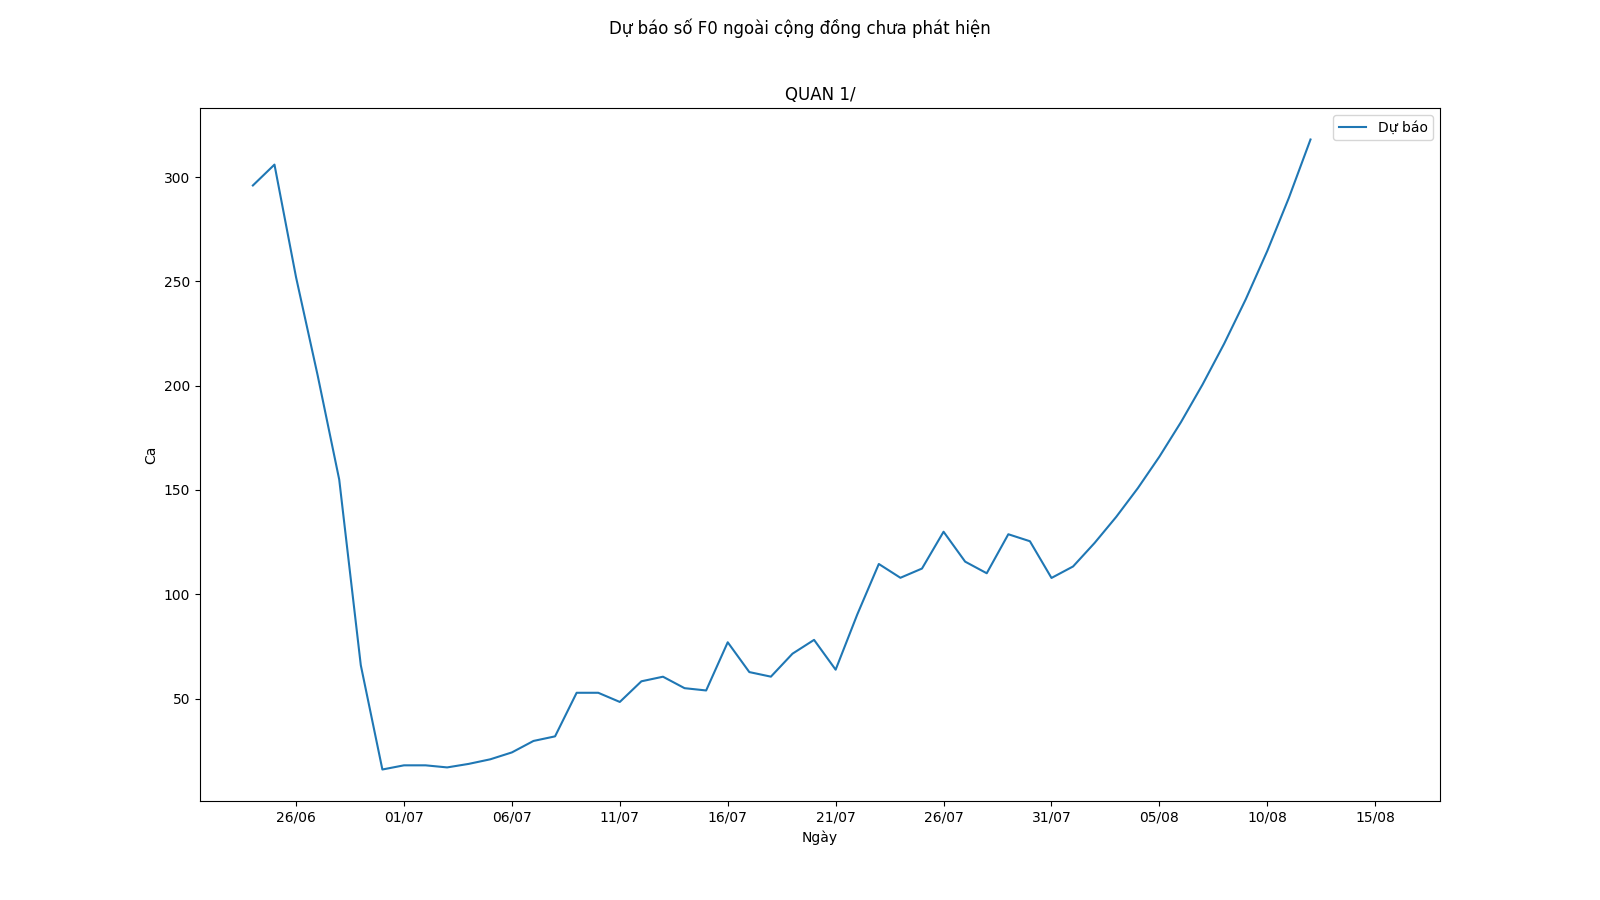 Dự báo số F0 ngoài cộng đồng chưa phát hiện
QUAN 1/
Dự báo
300
250
200
150
100
50
Ca
26/06 01/07 06/07 11/07 16/07 21/07 26/07 31/07 05/08 10/08 15/08
Ngày